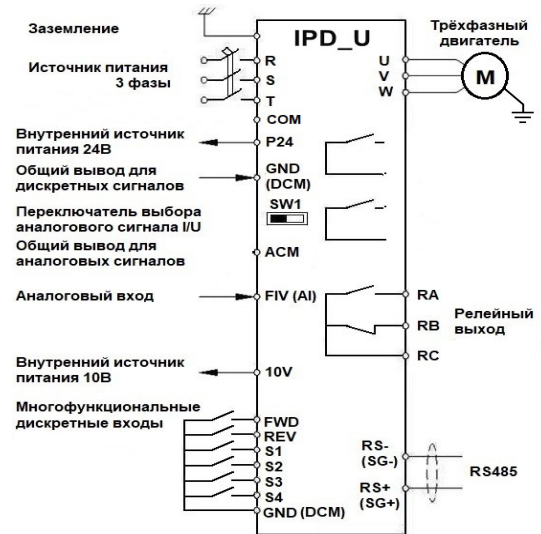 Заземление
IPD_U
Трёхфазный
двигатель
Источник питания
3 фазы
R
S
T
U
V
W
M
COM
Внутренний источник
питания 24В
P24
Общий вывод для
дискретных сигналов
GND
(DCM)
Переключатель выбора
аналогового сигнала I/U
SW1
Общий вывод для
аналоговых сигналов
ACM
Аналоговый вход
FIV (AI)
RA
RB
RC
Релейный
выход
Внутренний источник
питания 10В
10V
Многофункциональные
дискретные входы
FWD
REV
S1
S2
S3
S4
GND (DCM)
RS-
(SG-)
RS+
(SG+)
RS485